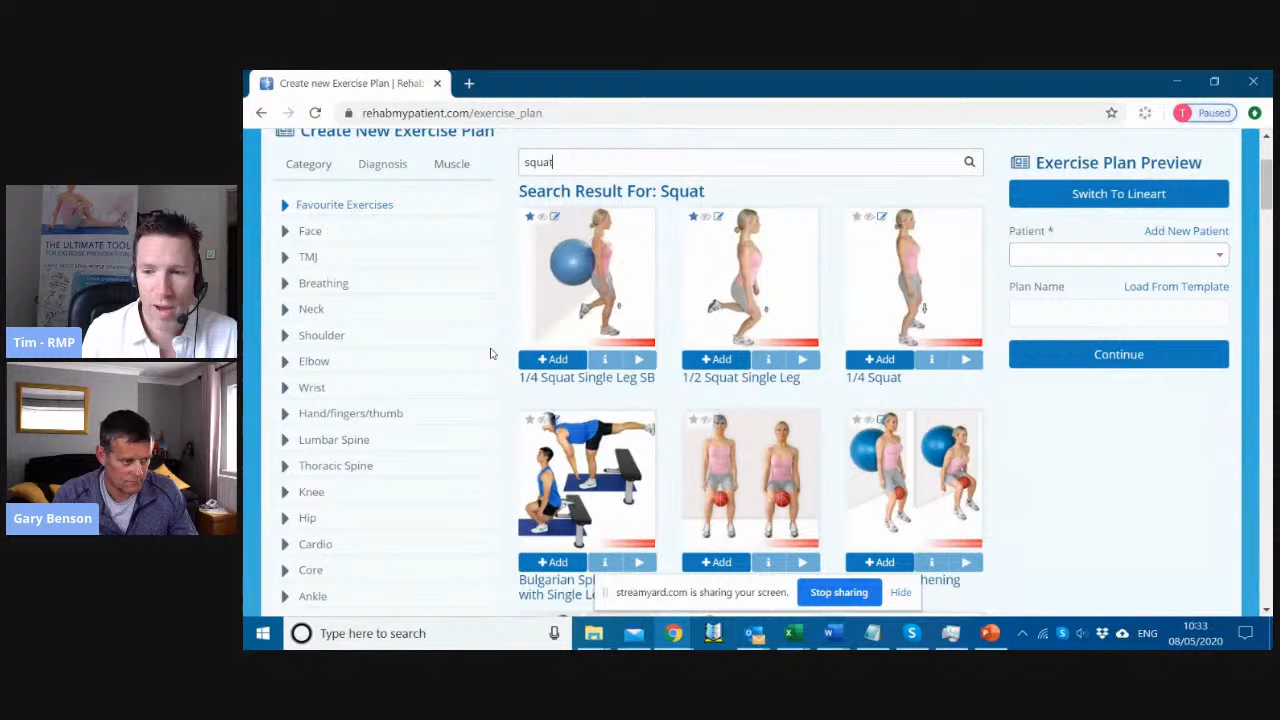 Create new Exercise Plan | Rehab
rehabmypatient.com/exercise_plan
T Paused
Create New Exercise Plan
Category Diagnosis Muscle
Favourite Exercises
Face
TMJ
Breathing
Neck
Shoulder
Elbow
Wrist
Hand/fingers/thumb
Lumbar Spine
Thoracic Spine
Knee
Hip
Cardio
Core
Ankle
squat
Search Result For: Squat
+Add i
+Add i
+Add i
1/4 Squat Single Leg SB
1/2 Squat Single Leg
1/4 Squat
+Add i
+Add i
+Add i
Bulgarian Spl
with Single Le
hening
Exercise Plan Preview
Switch To Lineart
Patient * Add New Patient
Plan Name Load From Template
Continue
streamyard.com is sharing your screen. Stop sharing Hide
Type here to search
ENG
10:33
08/05/2020
THE ULTIMATE TOOL
Tim - RMP
Gary Benson